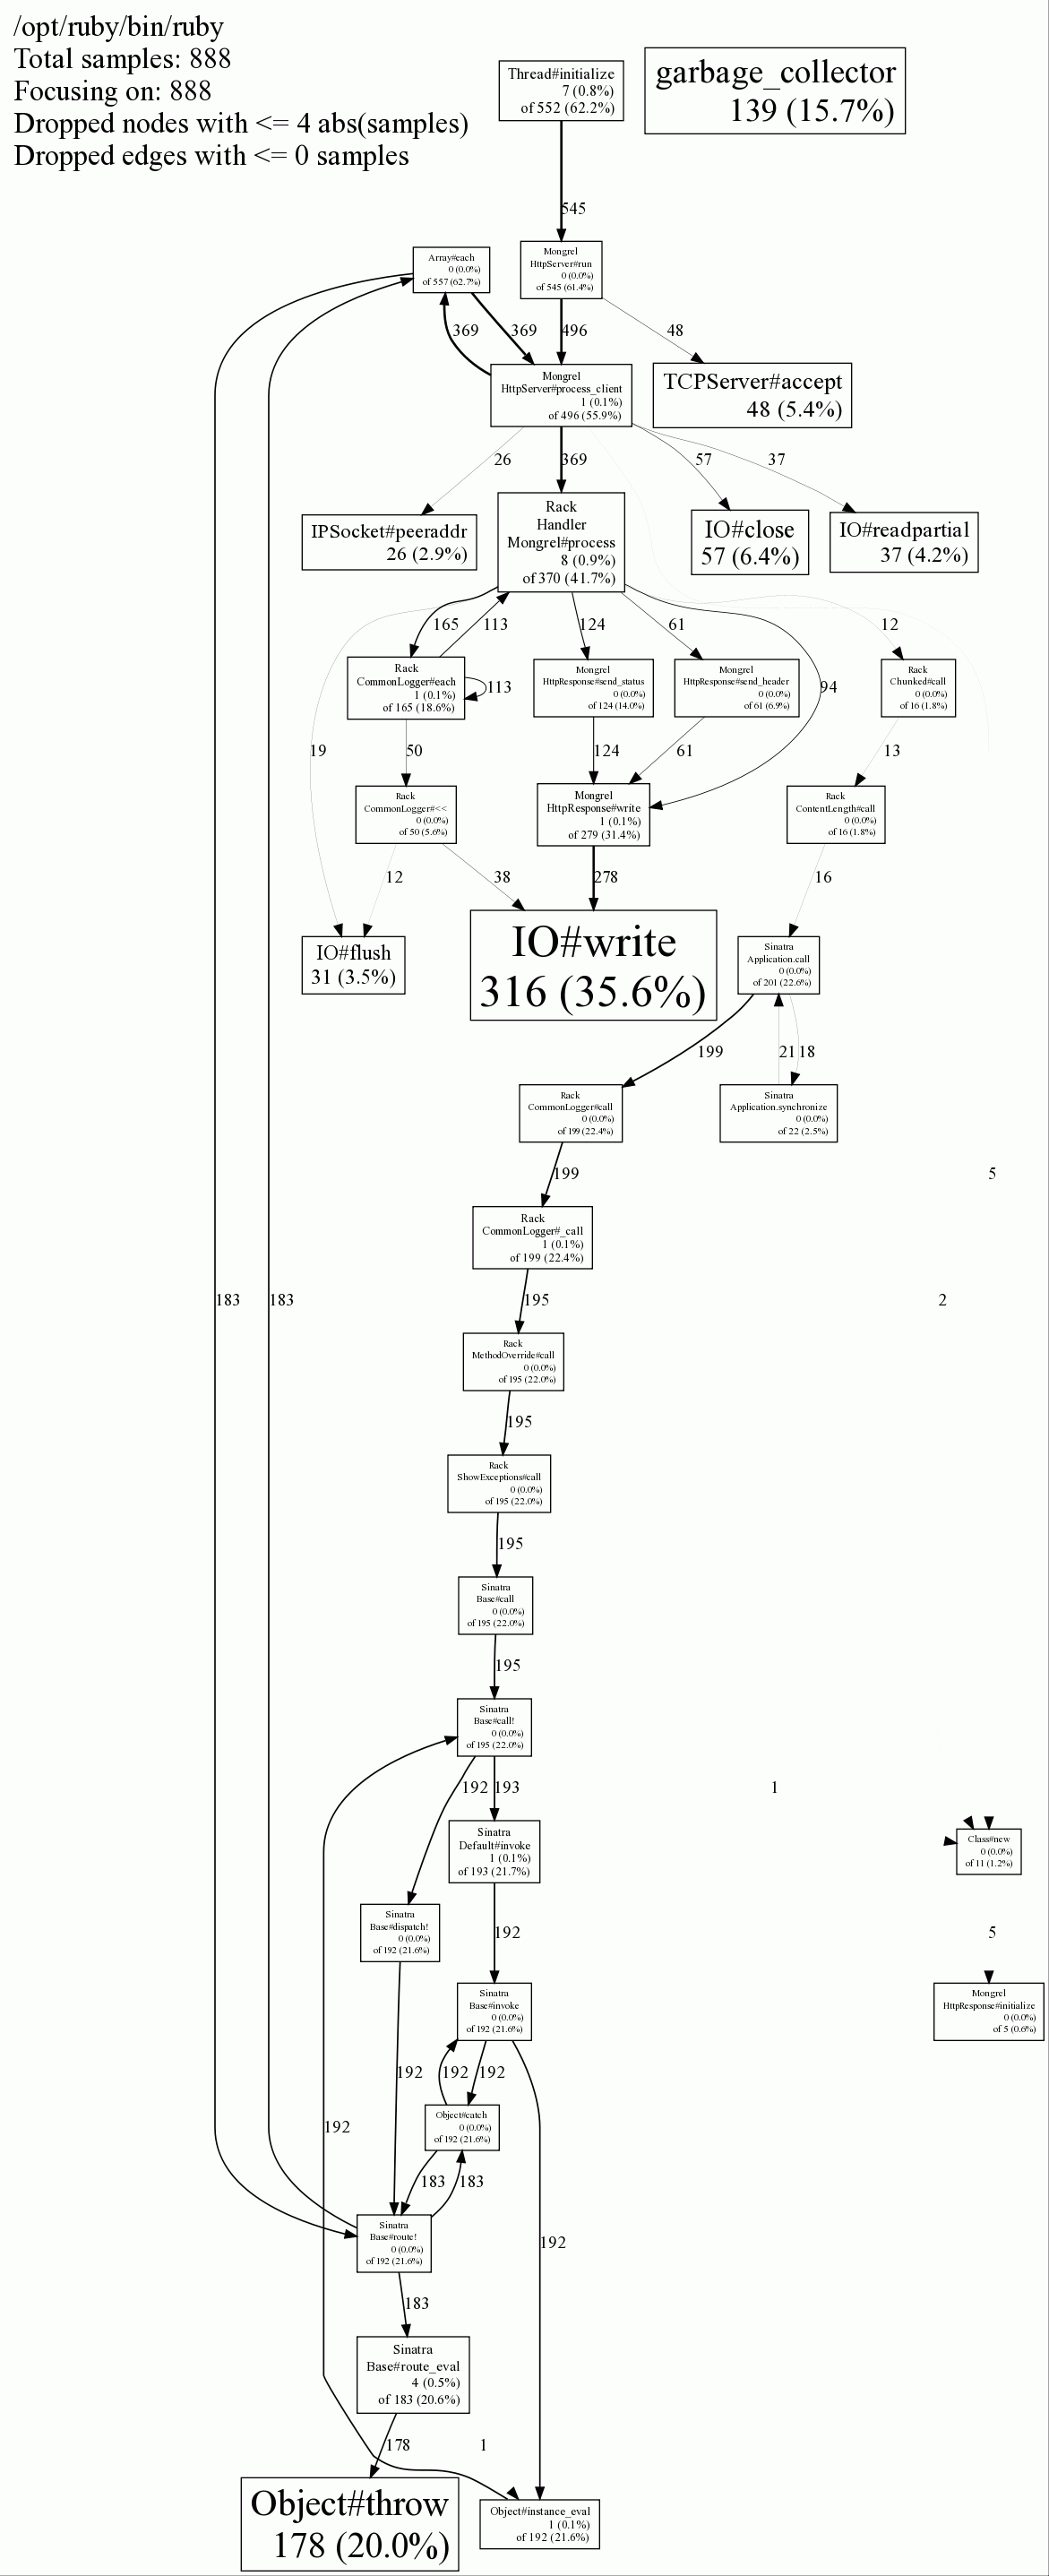 /opt/ruby/bin/ruby
Total samples: 888
Focusing on: 888
Dropped nodes with <= 4 abs(samples)
Dropped edges with <= 0 samples
Thread#initialize
7 (0.8%)
of 552 (62.2%)
garbage_collector
139 (15.7%)
545
Array#each
0 (0.0%)
of 557 (62.7%)
Mongrel
HttpServer#run
0 (0.0%)
of 545 (61.4%)
369
369
496
48
Mongrel
HttpServer#process_client
1 (0.1%)
of 496 (55.9%)
TCPServer#accept
48 (5.4%)
26
369
57
37
IPSocket#peeraddr
26 (2.9%)
Rack
Handler
Mongrel#process
8 (0.9%)
of 370 (41.7%)
IO#close
57 (6.4%)
IO#readpartial
37 (4.2%)
165
113
124
61
12
Rack
CommonLogger#each
1 (0.1%)
of 165 (18.6%)
113
Mongrel
HttpResponse#send_status
0 (0.0%)
of 124 (14.0%)
Mongrel
HttpResponse#send_header
0 (0.0%)
of 61 (6.9%)
94
Rack
Chunked#call
0 (0.0%)
of 16 (1.8%)
19
50
124
61
13
Rack
CommonLogger#<<
0 (0.0%)
of 50 (5.6%)
Mongrel
HttpResponse#write
1 (0.1%)
of 279 (31.4%)
Rack
ContentLength#call
0 (0.0%)
of 16 (1.8%)
12
38
278
16
IO#flush
31 (3.5%)
IO#write
316 (35.6%)
Sinatra
Application.call
0 (0.0%)
of 201 (22.6%)
199
21
18
Rack
CommonLogger#call
0 (0.0%)
of 199 (22.4%)
Sinatra
Application.synchronize
0 (0.0%)
of 22 (2.5%)
199
5
Rack
CommonLogger#_call
1 (0.1%)
of 199 (22.4%)
183
183
195
2
Rack
MethodOverride#call
0 (0.0%)
of 195 (22.0%)
195
Rack
ShowExceptions#call
0 (0.0%)
of 195 (22.0%)
195
Sinatra
Base#call
0 (0.0%)
of 195 (22.0%)
195
Sinatra
Base#call!
0 (0.0%)
of 195 (22.0%)
192
193
1
Sinatra
Default#invoke
1 (0.1%)
of 193 (21.7%)
Class#new
0 (0.0%)
of 11 (1.2%)
Sinatra
Base#dispatch!
0 (0.0%)
of 192 (21.6%)
192
5
Sinatra
Base#invoke
0 (0.0%)
of 192 (21.6%)
Mongrel
HttpResponse#initialize
0 (0.0%)
of 5 (0.6%)
192
192
192
192
Object#catch
0 (0.0%)
of 192 (21.6%)
183
183
Sinatra
Base#route!
0 (0.0%)
of 192 (21.6%)
192
183
Sinatra
Base#route_eval
4 (0.5%)
of 183 (20.6%)
178
1
Object#throw
178 (20.0%)
Object#instance_eval
1 (0.1%)
of 192 (21.6%)